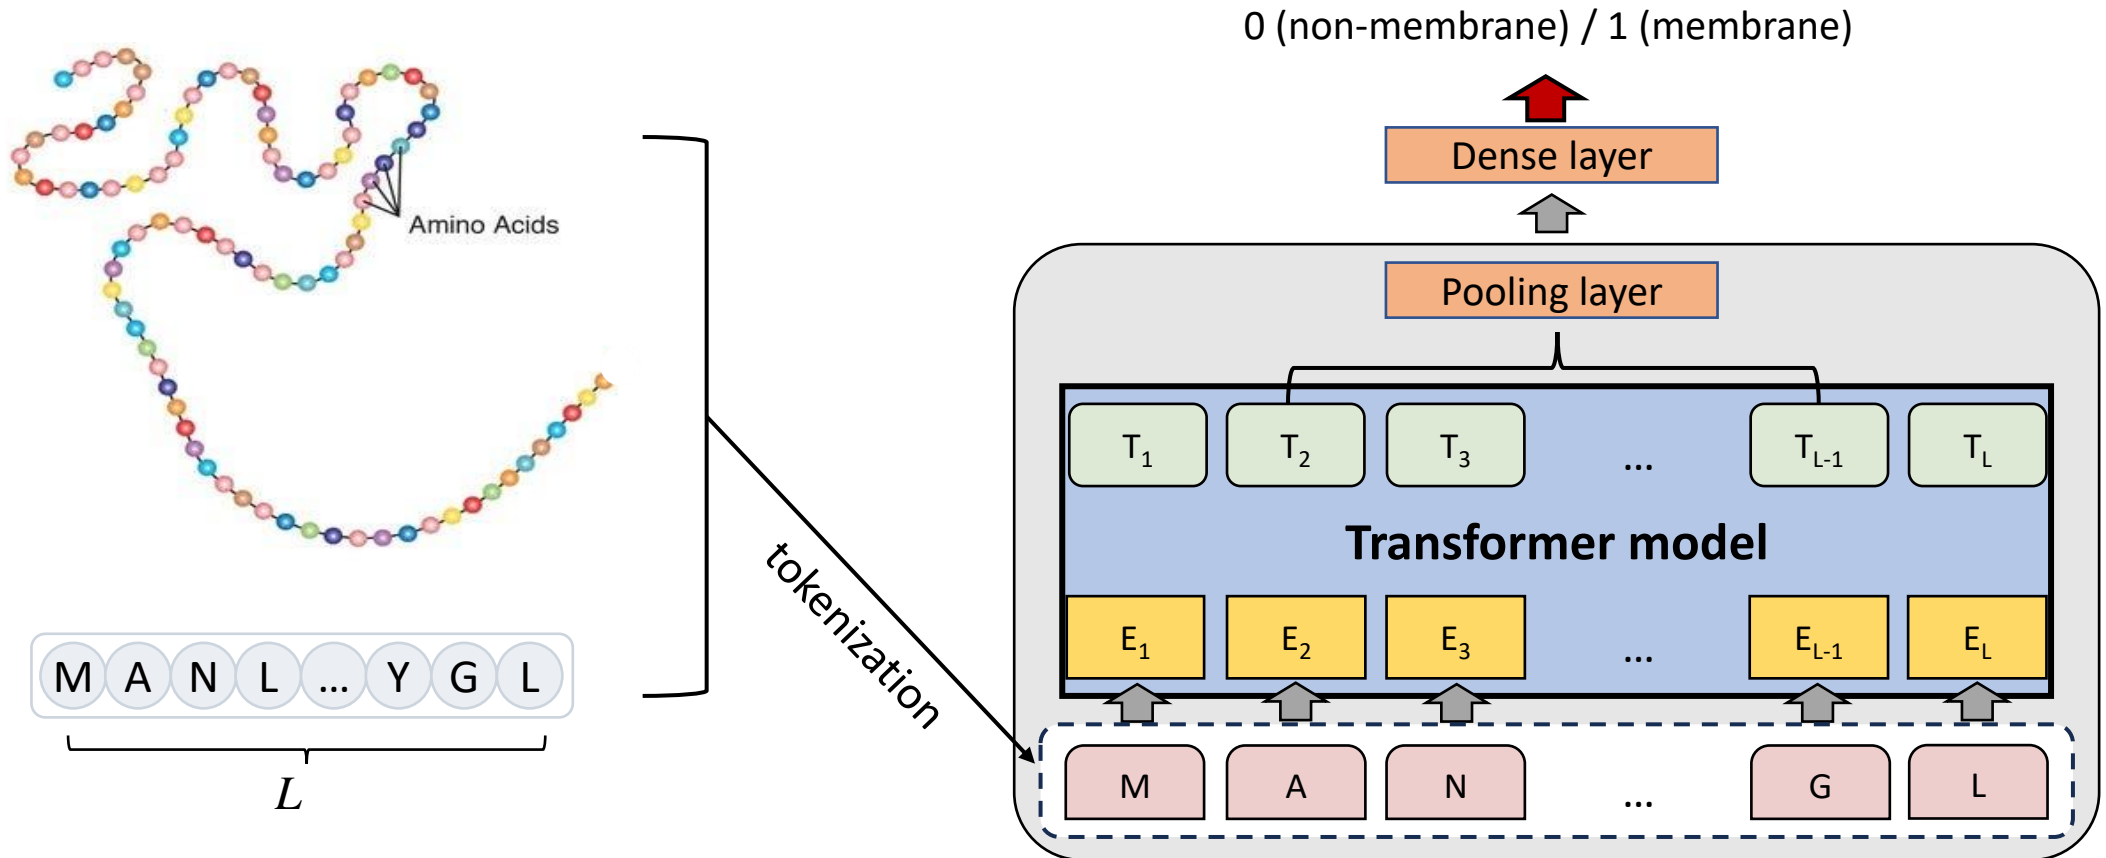 0 (non-membrane) / 1 (membrane)
Dense layer
Amino Acids
Pooling layer
T1 T2 T3 ... TL-1 TL
Transformer model
tokenization
E1 E2 E3 ... EL-1 EL
M A N L ... Y G L
L
M A N ... G L